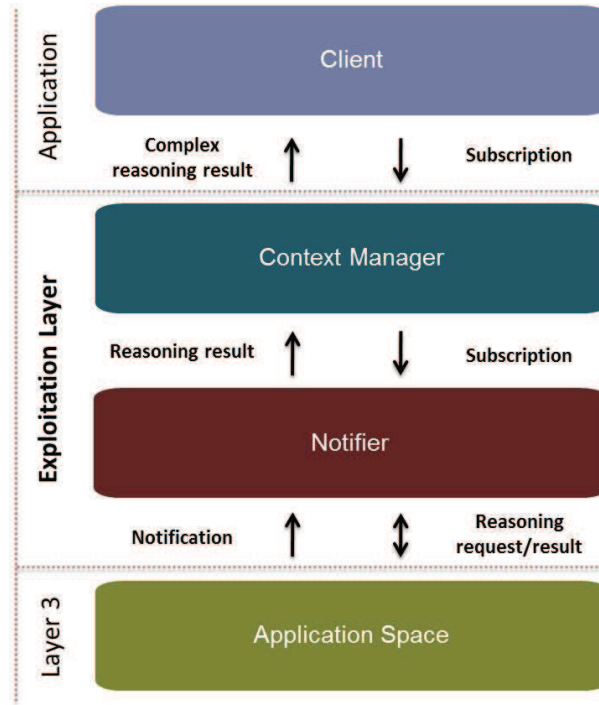 Application
Client
Complex
reasoning result
Subscription
Exploitation Layer
Context Manager
Reasoning result
Subscription
Notifier
Notification
Reasoning
request/result
Layer 3
Application Space